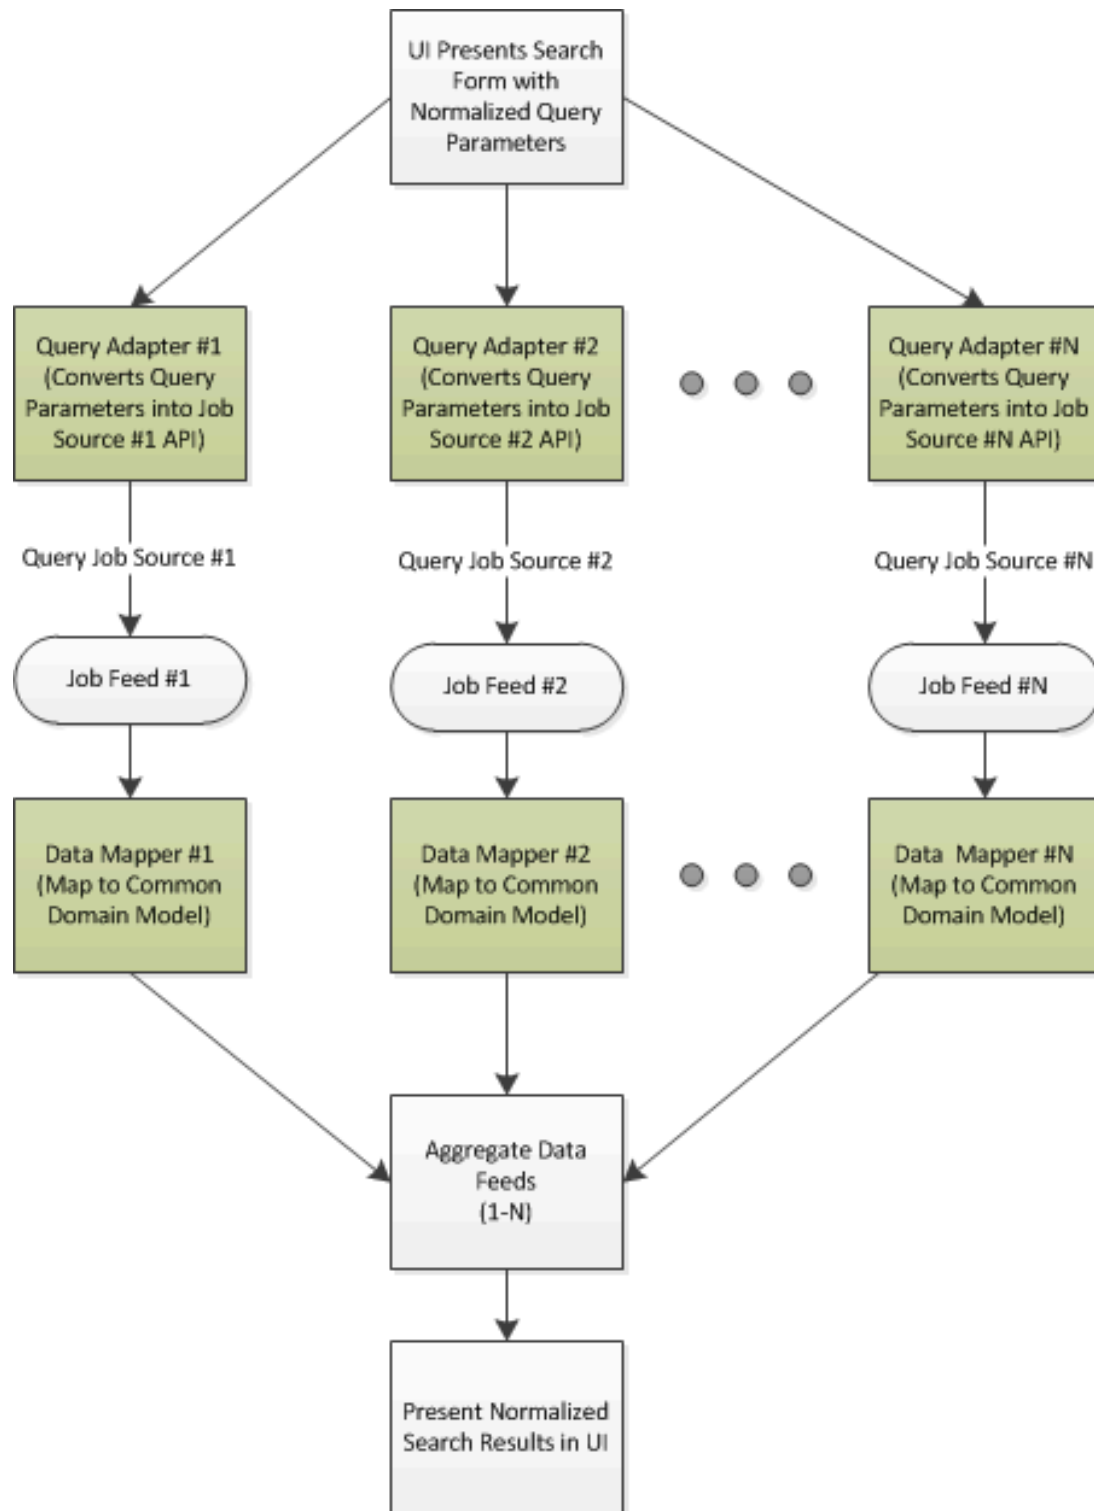 UI Presents Search
Form with
Normalized Query
Parameters
Query Adapter #1
(Converts Query
Parameters into Job
Source #1 API)
Query Adapter #2
(Converts Query
Parameters into Job
Source #2 API)
Query Adapter #N
(Converts Query
Parameters into Job
Source #N API)
Query Job Source #1
Query Job Source #2
Query Job Source #N
Job Feed #1
Job Feed #2
Job Feed #N
Data Mapper #1
(Map to Common
Domain Model)
Data Mapper #2
(Map to Common
Domain Model)
Data  Mapper #N
(Map to Common
Domain Model)
Aggregate Data
Feeds
(1-N)
Present Normalized
Search Results in UI